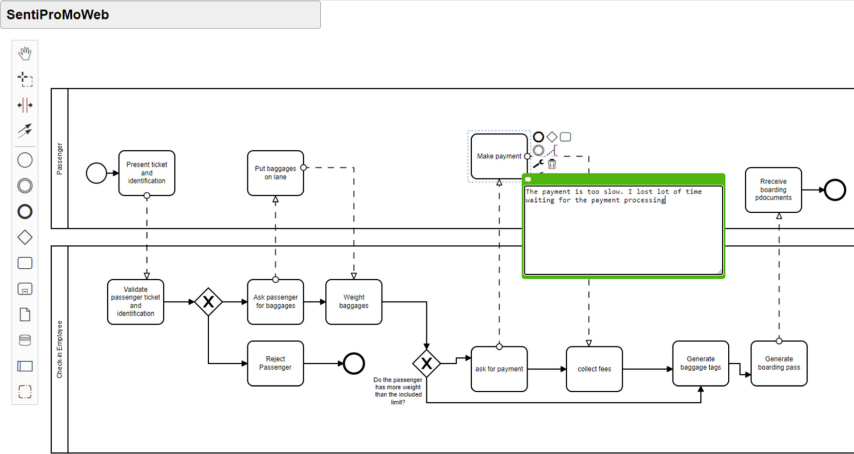 SentiProMoWeb
Passenger
Present ticket
and
identification
Put baggages
on lane
Make payment
The payment is too slow. I lost lot of time
waiting for the payment processing
Rreceive
boarding
pdocuments
Check-in Employee
Validate
passenger ticket
and
identification
X
Ask passenger
for baggages
Weight
baggages
Reject
Passenger
X
Do the passenger
has more weight
than the included
limit?
ask for payment
collect fees
Generate
baggage tags
Generate
boarding pass